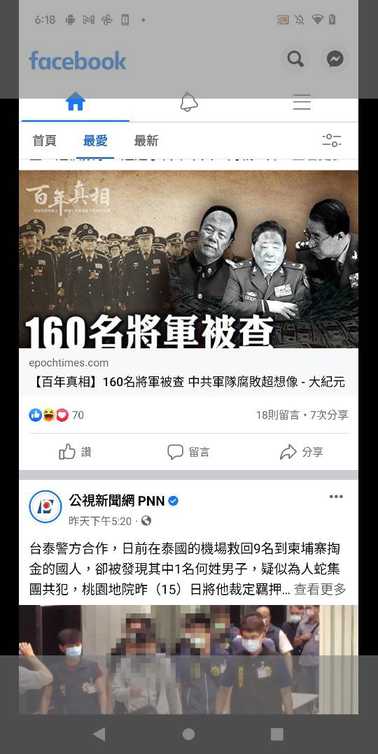 6:18
facebook
首頁
最愛
最新
百年真相
160名將軍被查
epochtimes.com
【百年真相】160名將軍被查 中共軍隊腐敗超想像 - 大紀元
70
18則留言・7次分享
讚
留言
分享
公視新聞網 PNN
昨天下午5:20 ·
台泰警方合作，日前在泰國的機場救回9名到柬埔寨掏
金的國人，卻被發現其中1名何姓男子，疑似為人蛇集
團共犯，桃園地院昨（15）日將他裁定羈押... 查看更多